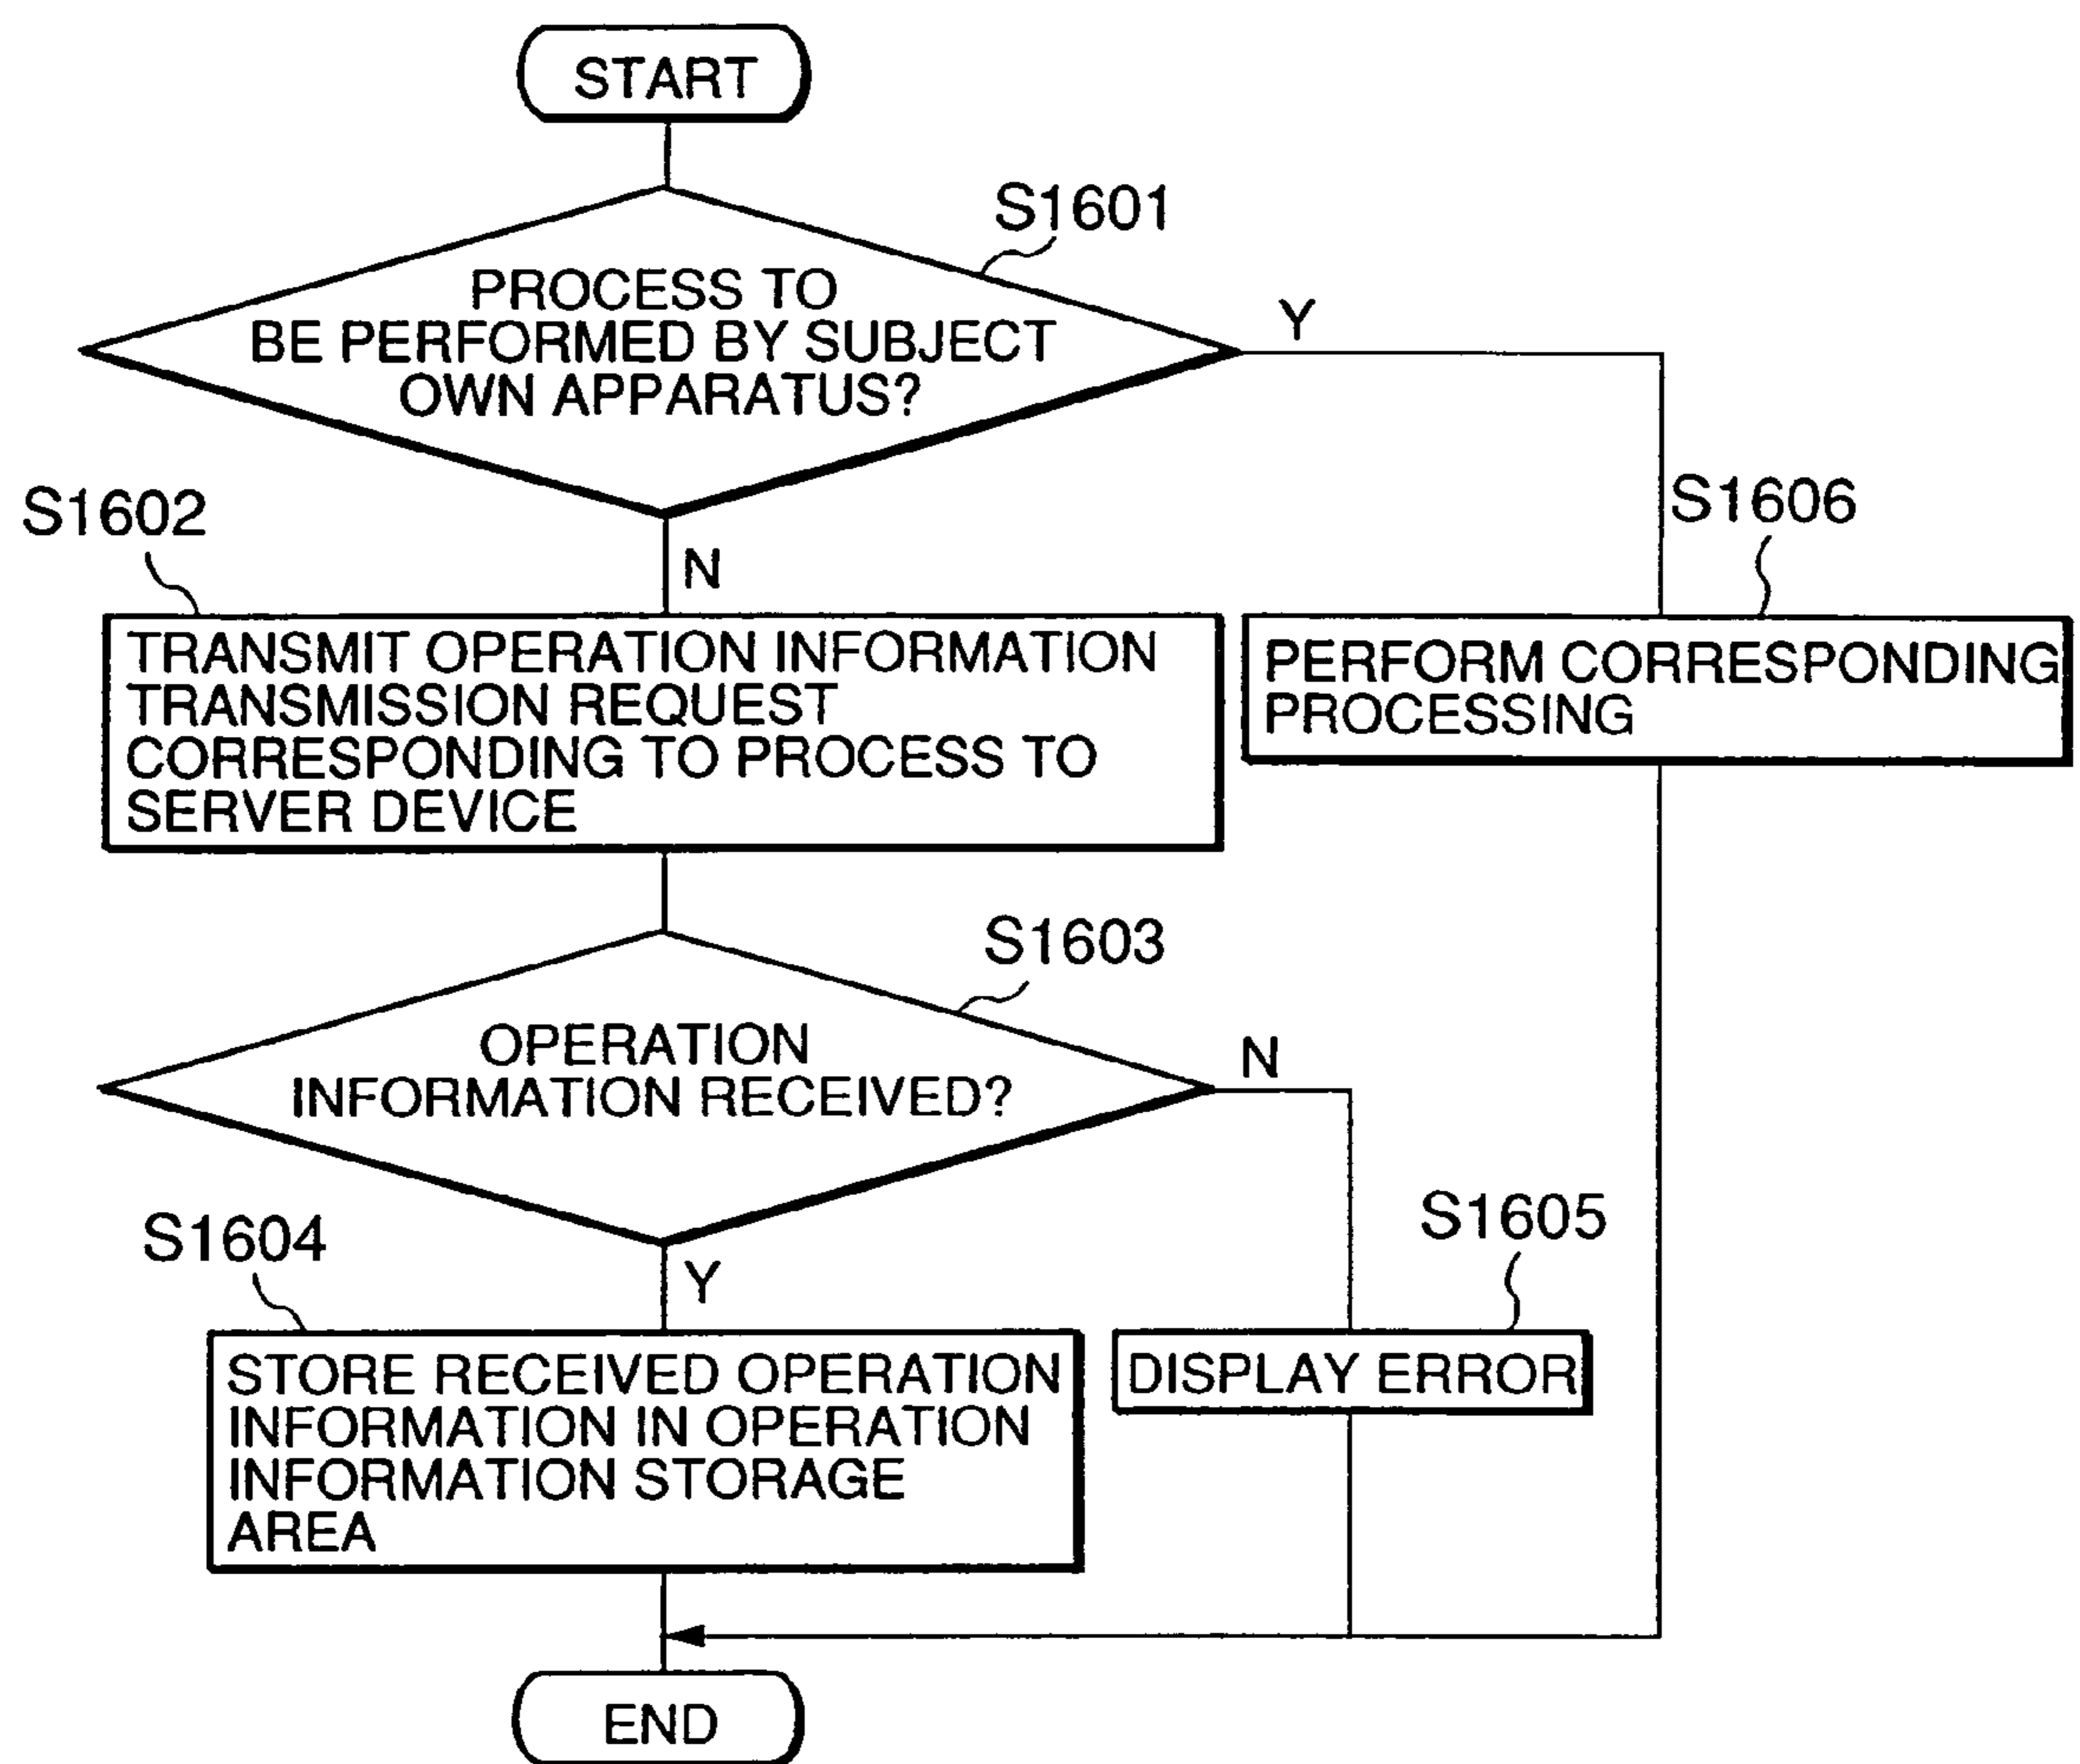 START
S1601
PROCESS TO
BE PERFORMED BY SUBJECT
OWN APPARATUS?
Y
S1602
N
S1606
TRANSMIT OPERATION INFORMATION
TRANSMISSION REQUEST
CORRESPONDING TO PROCESS TO
SERVER DEVICE
PERFORM CORRESPONDING
PROCESSING
S1603
OPERATION
INFORMATION RECEIVED?
N
S1604
Y
S1605
STORE RECEIVED OPERATION
INFORMATION IN OPERATION
INFORMATION STORAGE
AREA
DISPLAY ERROR
END